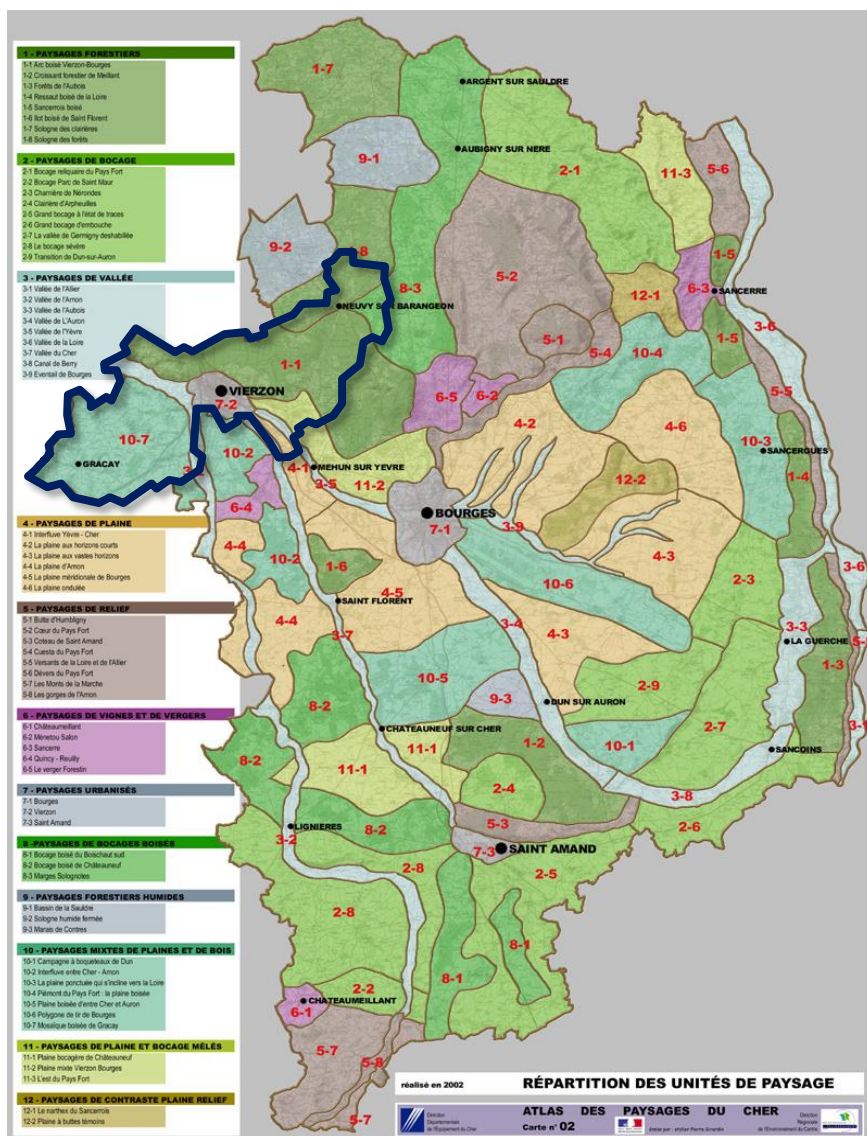 1 - PAYSAGES FORESTIERS
1-1 Arc boisé Vierzon-Bourges
1-2 Croissant forestier de Meillant
1-3 Forêts de l'Aubois
1-4 Ressaut boisé de la Loire
1-5 Sancerrois boisé
1-6 Ilot boisé de Saint Florent
1-7 Sologne des clairières
1-8 Sologne des forêts
2 - PAYSAGES DE BOCAGE
2-1 Bocage reliquaire du Pays Fort
2-2 Bocage Parc de Saint Maur
2-3 Charnière de Nérondes
2-4 Clairière d'Arpheuilles
2-5 Grand bocage à l'état de traces
2-6 Grand bocage d'embouche
2-7 La vallée de Germigny deshabillée
2-8 Le bocage sévère
2-9 Transition de Dun-sur-Auron
3 - PAYSAGES DE VALLÉE
3-1 Vallée de l'Allier
3-2 Vallée de l'Arnon
3-3 Vallée de l'Aubois
3-4 Vallée de L'Auron
3-5 Vallée de l'Yèvre
3-6 Vallée de la Loire
3-7 Vallée du Cher
3-8 Canal de Berry
3-9 Eventail de Bourges
4 - PAYSAGES DE PLAINE
4-1 Interfluve Yèvre - Cher
4-2 La plaine aux horizons courts
4-3 La plaine aux vastes horizons
4-4 La plaine d'Arnon
4-5 La plaine méridionale de Bourges
4-6 La plaine ondulée
5 - PAYSAGES DE RELIEF
5-1 Butte d'Humbligny
5-2 Cœur du Pays Fort
5-3 Coteau de Saint Amand
5-4 Cuesta du Pays Fort
5-5 Versants de la Loire et de l'Allier
5-6 Dévers du Pays Fort
5-7 Les Monts de la Marche
5-8 Les gorges de l'Arnon
6 - PAYSAGES DE VIGNES ET DE VERGERS
6-1 Châteaumeillant
6-2 Ménetou Salon
6-3 Sancerre
6-4 Quincy - Reuilly
6-5 Le verger Forestin
7 - PAYSAGES URBANISÉS
7-1 Bourges
7-2 Vierzon
7-3 Saint Amand
8 -PAYSAGES DE BOCAGES BOISÉS
8-1 Bocage boisé du Boischaut sud
8-2 Bocage boisé de Châteauneuf
8-3 Marges Solognotes
9 - PAYSAGES FORESTIERS HUMIDES
9-1 Bassin de la Sauldre
9-2 Sologne humide fermée
9-3 Marais de Contres
10 - PAYSAGES MIXTES DE PLAINES ET DE BOIS
10-1 Campagne à boqueteaux de Dun
10-2 Interfluve entre Cher - Arnon
10-3 La plaine ponctuée qui s'incline vers la Loire
10-4 Piémont du Pays Fort : la plaine boisée
10-5 Plaine boisée d'entre Cher et Auron
10-6 Polygone de tir de Bourges
10-7 Mosaïque boisée de Gracay
11 - PAYSAGES DE PLAINE ET BOCAGE MÊLÉS
11-1 Plaine bocagère de Châteauneuf
11-2 Plaine mixte Vierzon Bourges
11-3 L'est du Pays Fort
12 - PAYSAGES DE CONTRASTE PLAINE RELIEF
12-1 Le narthex du Sancerrois
12-2 Plaine à buttes témoins
1-7
ARGENT SUR SAULDRE
9-1
AUBIGNY SUR NERE
2-1
11-3
5-6
9-2
8
8-3
5-2
1-5
NEUVY SUR BARANGEON
12-1
6-3
SANCERRE
3-6
1-1
5-1
5-4
10-4
1-5
VIERZON
7-2
6-5
6-2
5-5
4-2
4-6
10-7
GRACAY
10-2
4-1
MEHUN SUR YEVRE
3-5
11-2
12-2
10-3
SANCERGUES
1-4
6-4
BOURGES
7-1
3-9
4-4
10-2
1-6
4-5
SAINT FLORENT
10-6
4-3
2-3
3-6
4-4
3-7
3-4
4-3
3-3
LA GUERCHE
1-3
10-5
2-9
8-2
9-3
DUN SUR AURON
2-7
CHATEAUNEUF SUR CHER
11-1
1-2
10-1
SANCOINS
8-2
11-1
2-4
3-8
LIGNIERES
3-2
8-2
5-3
2-6
7-3
SAINT AMAND
2-8
2-5
2-8
8-1
8-1
2-2
CHATEAUMEILLANT
6-1
5-7
5-8
5-7
réalisé en 2002
RÉPARTITION DES UNITÉS DE PAYSAGE
Direction
Départementale
de l'Équipement du Cher
ATLAS DES PAYSAGES DU CHER
Carte n° 02
Direction
Régionale
de l'Environnement du Centre